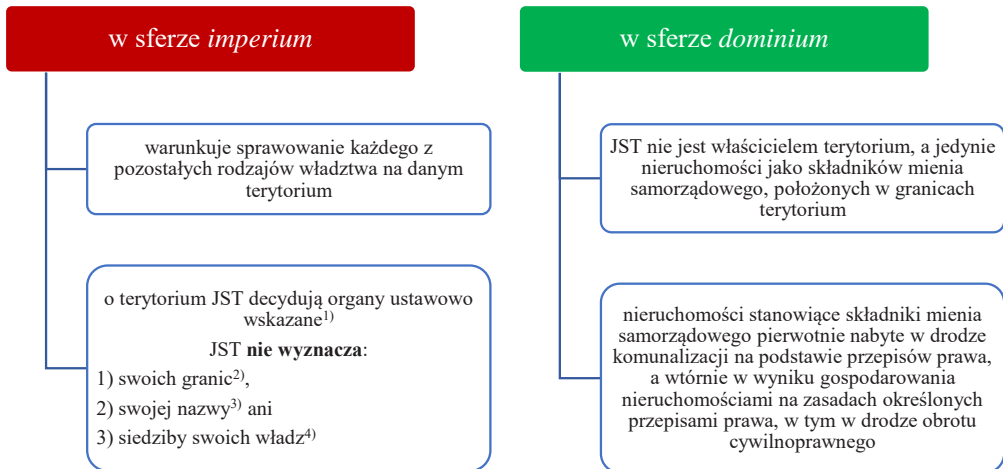 w sferze imperium
warunkuje sprawowanie każdego z
pozostałych rodzajów władztwa na danym
terytorium
o terytorium JST decydują organy ustawowo
wskazane1)
JST nie wyznacza:
1) swoich granic2),
2) swojej nazwy3) ani
3) siedziby swoich władz4)
w sferze dominium
JST nie jest właścicielem terytorium, a jedynie
nieruchomości jako składników mienia
samorządowego, położonych w granicach
terytorium
nieruchomości stanowiące składniki mienia
samorządowego pierwotnie nabyte w drodze
komunalizacji na podstawie przepisów prawa,
a wtórnie w wyniku gospodarowania
nieruchomościami na zasadach określonych
przepisami prawa, w tym w drodze obrotu
cywilnoprawnego